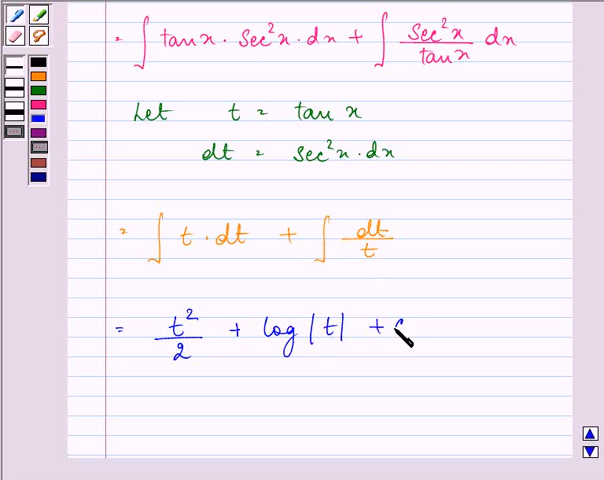 = ∫ tan x · sec²x · dx + ∫ sec²x / tan x dx
Let t = tan x
dt = sec²x · dx
= ∫ t · dt + ∫ dt / t
= t² / 2 + log |t| +